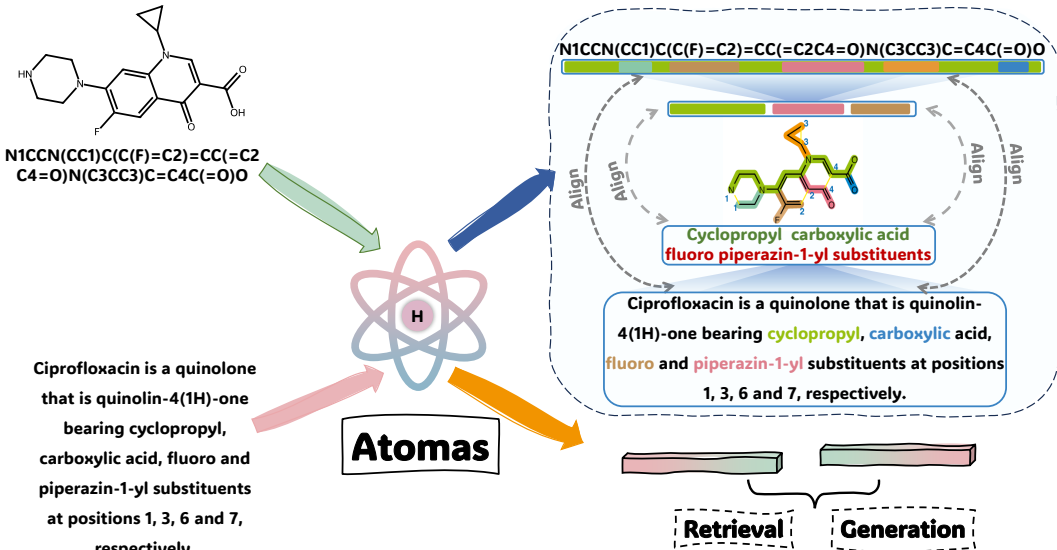 N
HN
N
F
O
O
OH
N1CCN(CC1)C(C(F)=C2)=CC(=C2
C4=O)N(C3CC3)C=C4C(=O)O
Ciprofloxacin is a quinolone
that is quinolin-4(1H)-one
bearing cyclopropyl,
carboxylic acid, fluoro and
piperazin-1-yl substituents
at positions 1, 3, 6 and 7,
respectively
H
Atomas
N1CCN(CC1)C(C(F)=C2)=CC(=C2C4=O)N(C3CC3)C=C4C(=O)O
Align
Align
Align
Align
3
3
N
4
O
O
N
N
1
1
2
4
O
F
2
Cyclopropyl carboxylic acid
fluoro piperazin-1-yl substituents
Ciprofloxacin is a quinolone that is quinolin-
4(1H)-one bearing cyclopropyl, carboxylic acid,
fluoro and piperazin-1-yl substituents at positions
1, 3, 6 and 7, respectively.
Retrieval
Generation